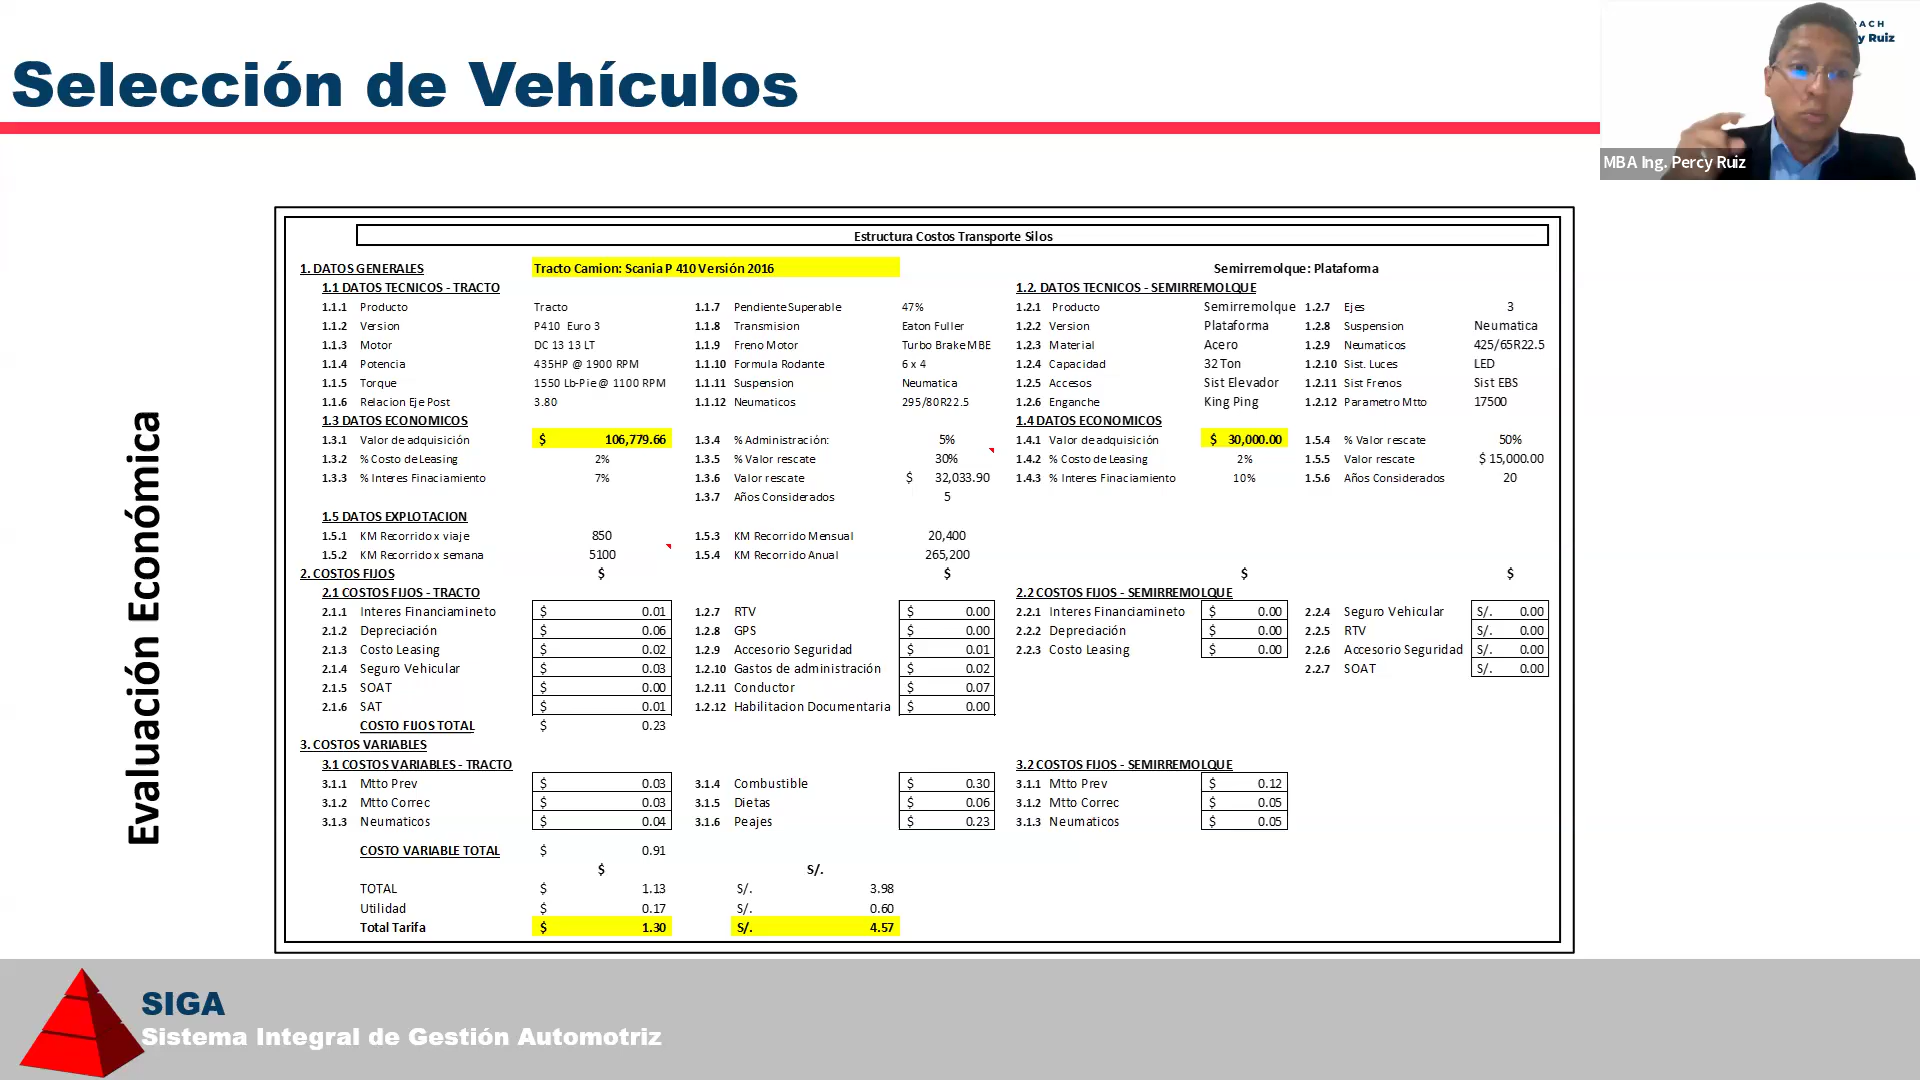 Selección de Vehículos
ACH
y Ruiz
MBA Ing. Percy Ruiz
Evaluación Económica
Estructura Costos Transporte Silos
1. DATOS GENERALES Tracto Camion: Scania P 410 Versión 2016 Semirremolque: Plataforma
1.1 DATOS TECNICOS - TRACTO 1.2. DATOS TECNICOS - SEMIRREMOLQUE
1.1.1 Producto Tracto 1.1.7 Pendiente Superable 47% 1.2.1 Producto Semirremolque 1.2.7 Ejes 3
1.1.2 Version P410 Euro 3 1.1.8 Transmision Eaton Fuller 1.2.2 Version Plataforma 1.2.8 Suspension Neumatica
1.1.3 Motor DC 13 13 LT 1.1.9 Freno Motor Turbo Brake MBE 1.2.3 Material Acero 1.2.9 Neumaticos 425/65R22.5
1.1.4 Potencia 435HP @ 1900 RPM 1.1.10 Formula Rodante 6 x 4 1.2.4 Capacidad 32 Ton 1.2.10 Sist. Luces LED
1.1.5 Torque 1550 Lb-Pie @ 1100 RPM 1.1.11 Suspension Neumatica 1.2.5 Accesos Sist Elevador 1.2.11 Sist Frenos Sist EBS
1.1.6 Relacion Eje Post 3.80 1.1.12 Neumaticos 295/80R22.5 1.2.6 Enganche King Ping 1.2.12 Parametro Mtto 17500
1.3 DATOS ECONOMICOS 1.4 DATOS ECONOMICOS
1.3.1 Valor de adquisición $ 106,779.66 1.3.4 % Administración: 5% 1.4.1 Valor de adquisición $ 30,000.00 1.5.4 % Valor rescate 50%
1.3.2 % Costo de Leasing 2% 1.3.5 % Valor rescate 30% 1.4.2 % Costo de Leasing 2% 1.5.5 Valor rescate $ 15,000.00
1.3.3 % Interes Finaciamiento 7% 1.3.6 Valor rescate $ 32,033.90 1.4.3 % Interes Finaciamiento 10% 1.5.6 Años Considerados 20
1.3.7 Años Considerados 5
1.5 DATOS EXPLOTACION
1.5.1 KM Recorrido x viaje 850 1.5.3 KM Recorrido Mensual 20,400
1.5.2 KM Recorrido x semana 5100 1.5.4 KM Recorrido Anual 265,200
2. COSTOS FIJOS $ $ $ $
2.1 COSTOS FIJOS - TRACTO 2.2 COSTOS FIJOS - SEMIRREMOLQUE
2.1.1 Interes Financiamineto $ 0.01 1.2.7 RTV $ 0.00 2.2.1 Interes Financiamineto $ 0.00 2.2.4 Seguro Vehicular S/. 0.00
2.1.2 Depreciación $ 0.06 1.2.8 GPS $ 0.00 2.2.2 Depreciación $ 0.00 2.2.5 RTV S/. 0.00
2.1.3 Costo Leasing $ 0.02 1.2.9 Accesorio Seguridad $ 0.01 2.2.3 Costo Leasing $ 0.00 2.2.6 Accesorio Seguridad S/. 0.00
2.1.4 Seguro Vehicular $ 0.03 1.2.10 Gastos de administración $ 0.02 2.2.7 SOAT S/. 0.00
2.1.5 SOAT $ 0.00 1.2.11 Conductor $ 0.07
2.1.6 SAT $ 0.01 1.2.12 Habilitacion Documentaria $ 0.00
COSTO FIJOS TOTAL $ 0.23
3. COSTOS VARIABLES
3.1 COSTOS VARIABLES - TRACTO 3.2 COSTOS FIJOS - SEMIRREMOLQUE
3.1.1 Mtto Prev $ 0.03 3.1.4 Combustible $ 0.30 3.1.1 Mtto Prev $ 0.12
3.1.2 Mtto Correc $ 0.03 3.1.5 Dietas $ 0.06 3.1.2 Mtto Correc $ 0.05
3.1.3 Neumaticos $ 0.04 3.1.6 Peajes $ 0.23 3.1.3 Neumaticos $ 0.05
COSTO VARIABLE TOTAL $ 0.91
$ S/.
TOTAL $ 1.13 S/. 3.98
Utilidad $ 0.17 S/. 0.60
Total Tarifa $ 1.30 S/. 4.57
SIGA
Sistema Integral de Gestión Automotriz